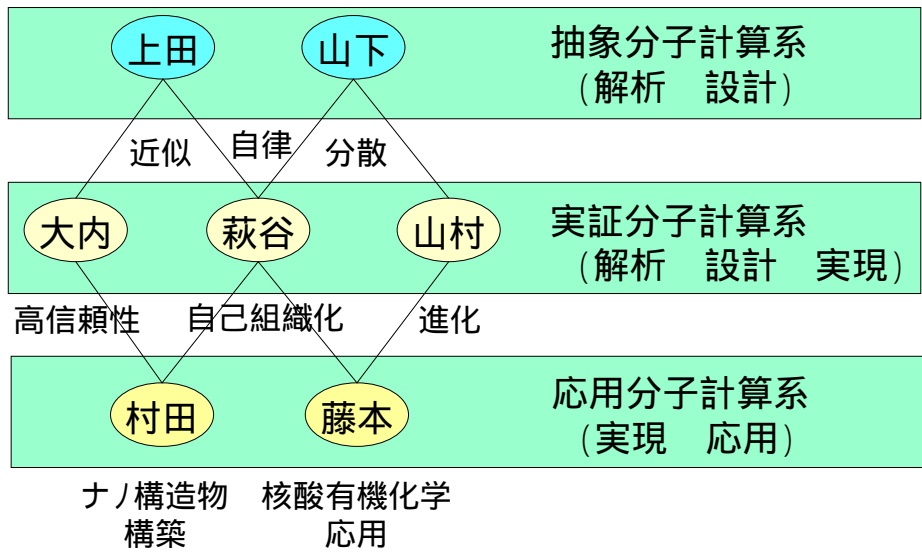 上田
山下
抽象分子計算系
(解析　設計)
近似
自律
分散
大内
萩谷
山村
実証分子計算系
(解析　設計　実現)
高信頼性
自己組織化
進化
村田
藤本
応用分子計算系
(実現　応用)
ナノ構造物
構築
核酸有機化学
応用